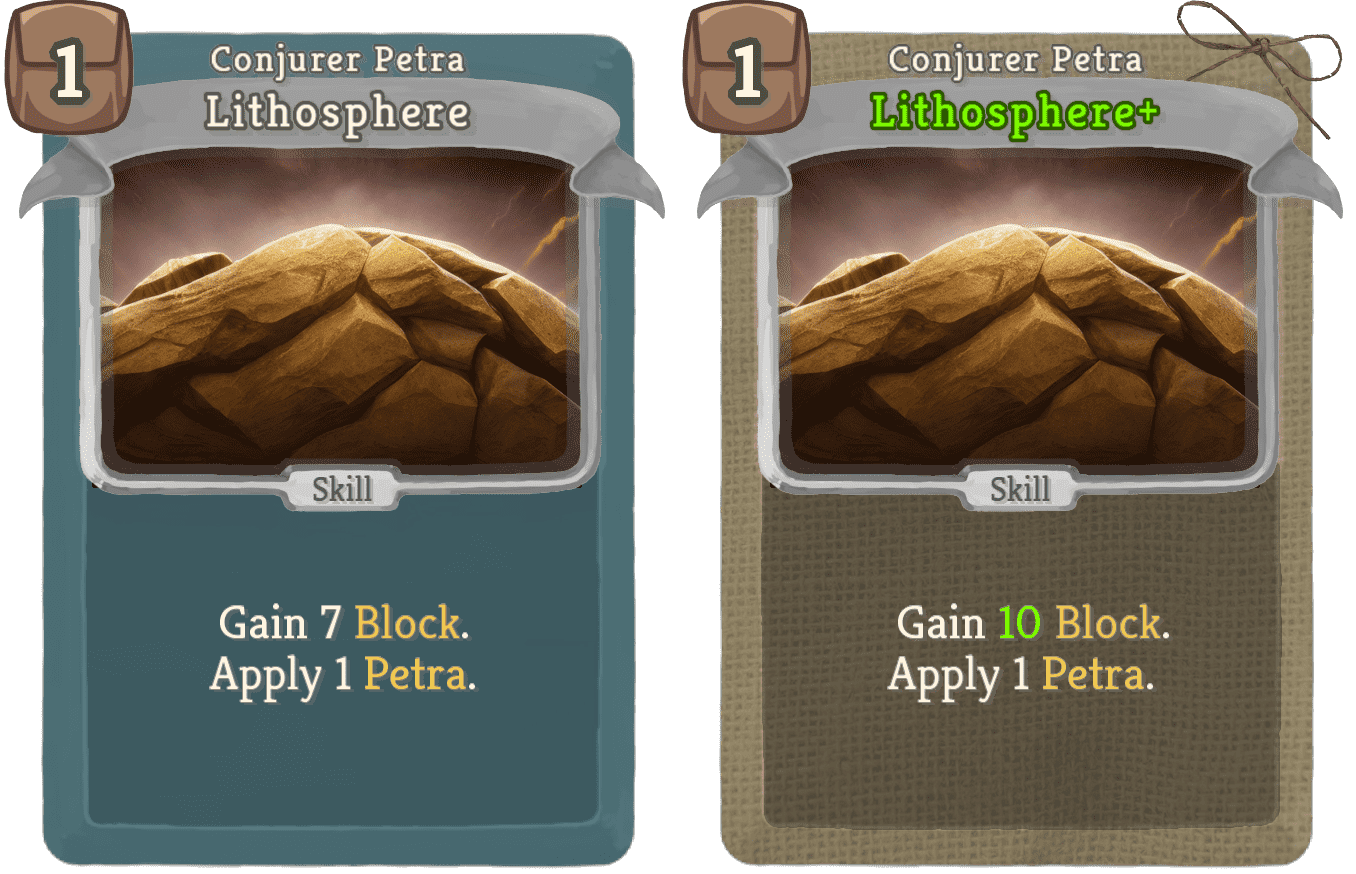 1
Conjurer Petra
Lithosphere
Skill
Gain 7 Block.
Apply 1 Petra.
1
Conjurer Petra
Lithosphere+
Skill
Gain 10 Block.
Apply 1 Petra.